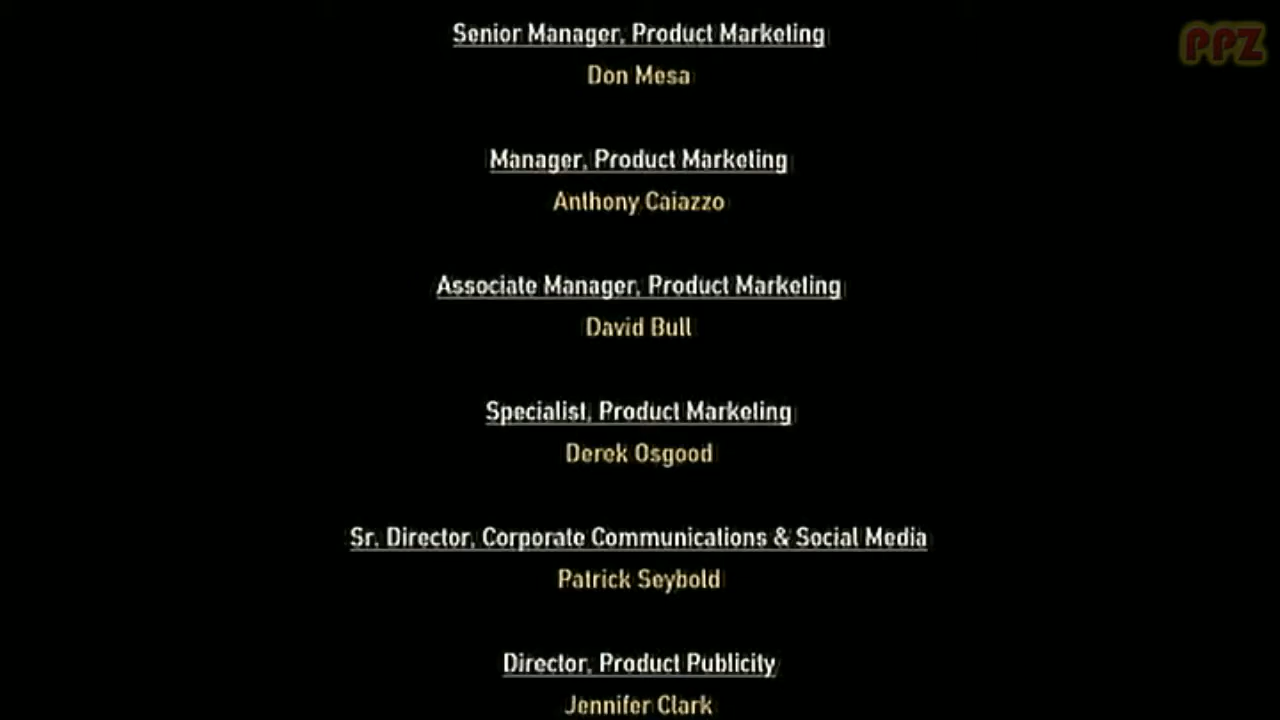 Senior Manager, Product Marketing
PPZ
Don Mesa
Manager, Product Marketing
Anthony Caiazzo
Associate Manager, Product Marketing
David Bull
Specialist, Product Marketing
Derek Osgood
Sr. Director, Corporate Communications & Social Media
Patrick Seybold
Director, Product Publicity
Jennifer Clark